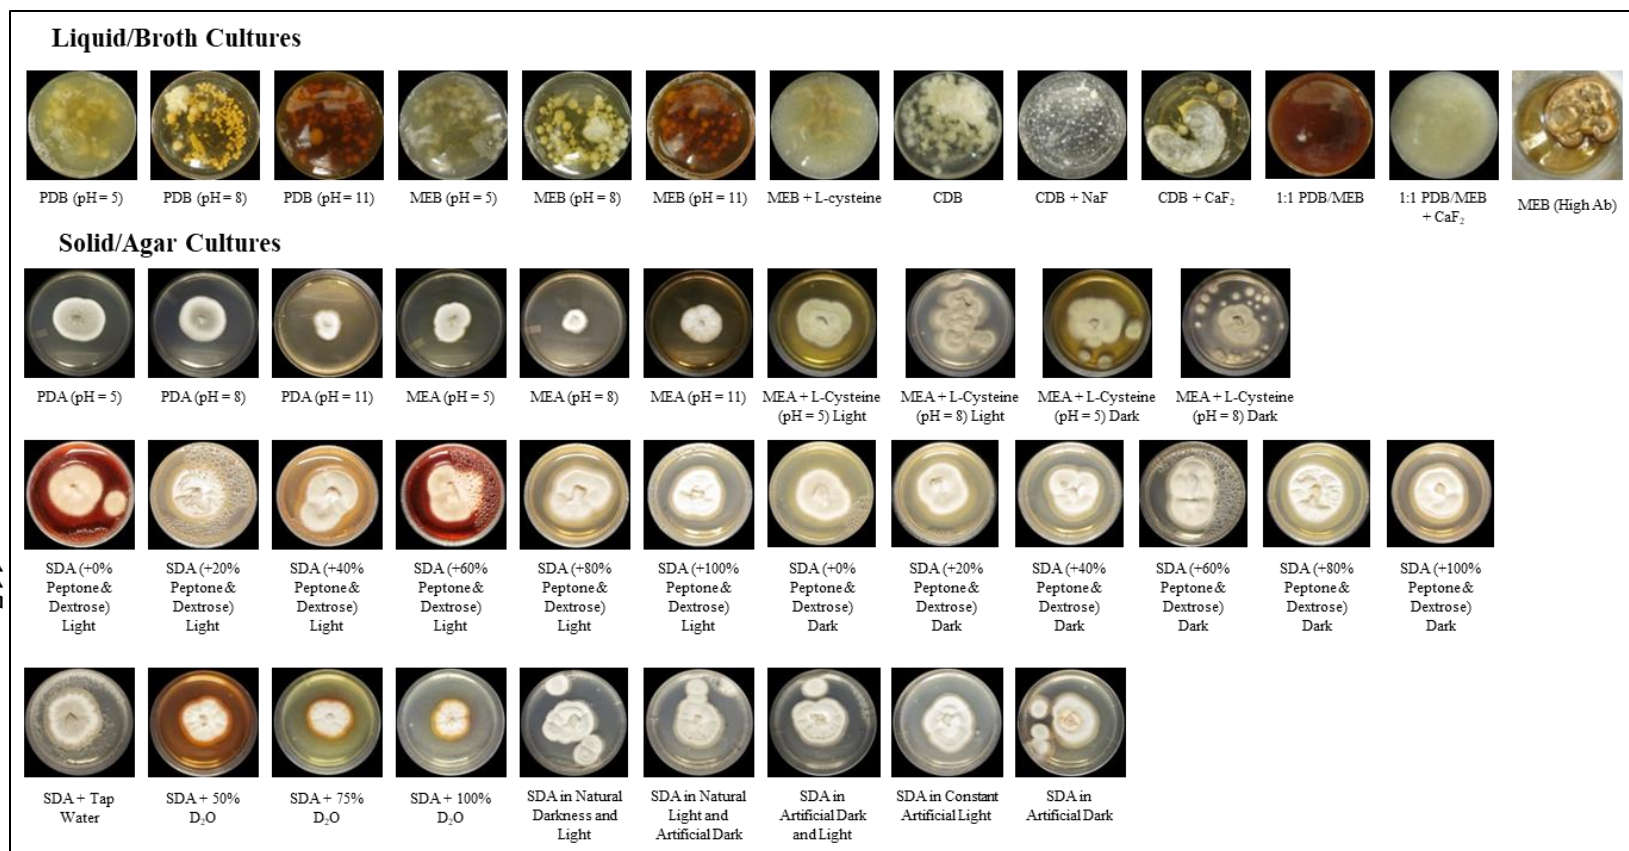 Liquid/Broth Cultures
PDB (pH = 5)
PDB (pH = 8)
PDB (pH = 11)
MEB (pH = 5)
MEB (pH = 8)
MEB (pH = 11)
MEB + L-cysteine
CDB
CDB + NaF
CDB + CaF₂
1:1 PDB/MEB
1:1 PDB/MEB
+ CaF₂
MEB (High Ab)
Solid/Agar Cultures
PDA (pH = 5)
PDA (pH = 8)
PDA (pH = 11)
MEA (pH = 5)
MEA (pH = 8)
MEA (pH = 11)
MEA + L-Cysteine
(pH = 5) Light
MEA + L-Cysteine
(pH = 8) Light
MEA + L-Cysteine
(pH = 5) Dark
MEA + L-Cysteine
(pH = 8) Dark
SDA (+0%
Peptone &
Dextrose)
Light
SDA (+20%
Peptone &
Dextrose)
Light
SDA (+40%
Peptone &
Dextrose)
Light
SDA (+60%
Peptone &
Dextrose)
Light
SDA (+80%
Peptone &
Dextrose)
Light
SDA (+100%
Peptone &
Dextrose)
Light
SDA (+0%
Peptone &
Dextrose)
Dark
SDA (+20%
Peptone &
Dextrose)
Dark
SDA (+40%
Peptone &
Dextrose)
Dark
SDA (+60%
Peptone &
Dextrose)
Dark
SDA (+80%
Peptone &
Dextrose)
Dark
SDA (+100%
Peptone &
Dextrose)
Dark
SDA + Tap
Water
SDA + 50%
D₂O
SDA + 75%
D₂O
SDA + 100%
D₂O
SDA in Natural
Darkness and
Light
SDA in Natural
Light and
Artificial Dark
SDA in
Artificial Dark
and Light
SDA in Constant
Artificial Light
SDA in
Artificial Dark